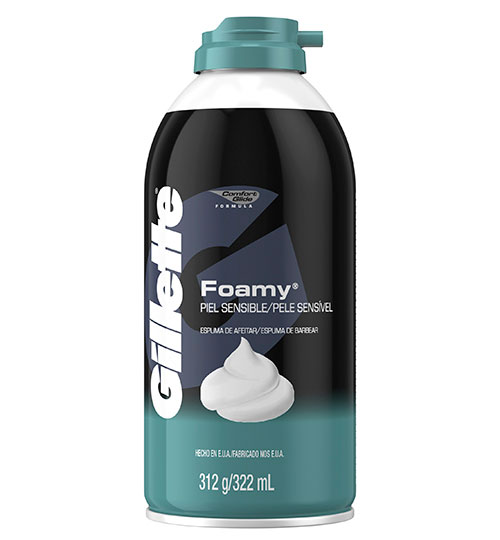 Gillette®
Comfort
Glide
FORMULA
Foamy®
PIEL SENSIBLE/PELE SENSÍVEL
ESPUMA DE AFEITAR/ESPUMA DE BARBEAR
HECHO EN E.U.A./FABRICADO NOS E.U.A.
312 g/322 mL